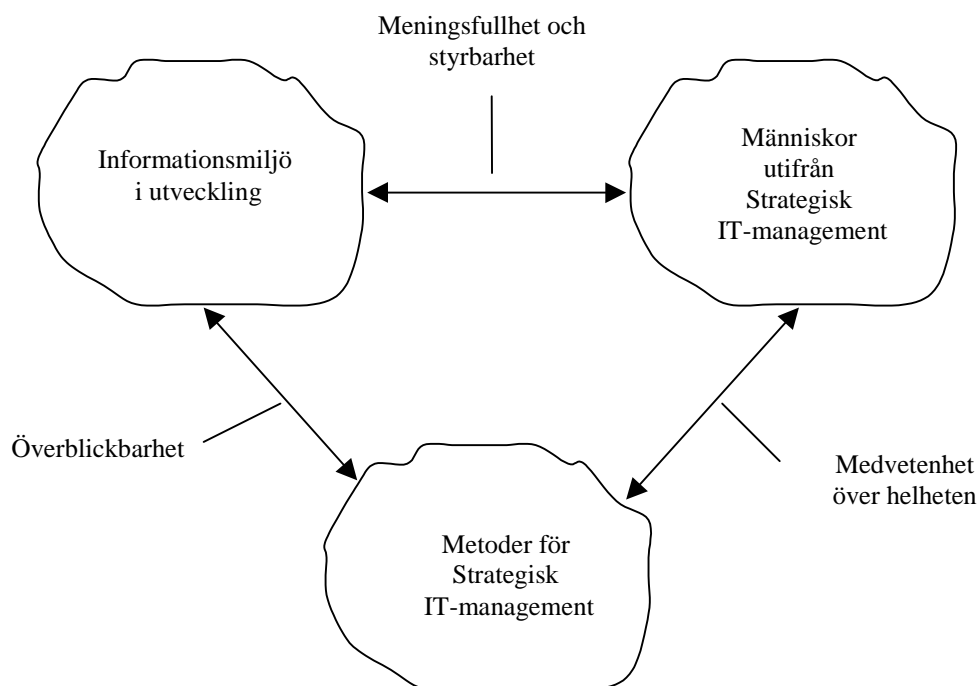 Meningsfullhet och
styrbarhet
Informationsmiljö
i utveckling
Människor
utifrån
Strategisk
IT-management
Överblickbarhet
Medvetenhet
över helheten
Metoder för
Strategisk
IT-management